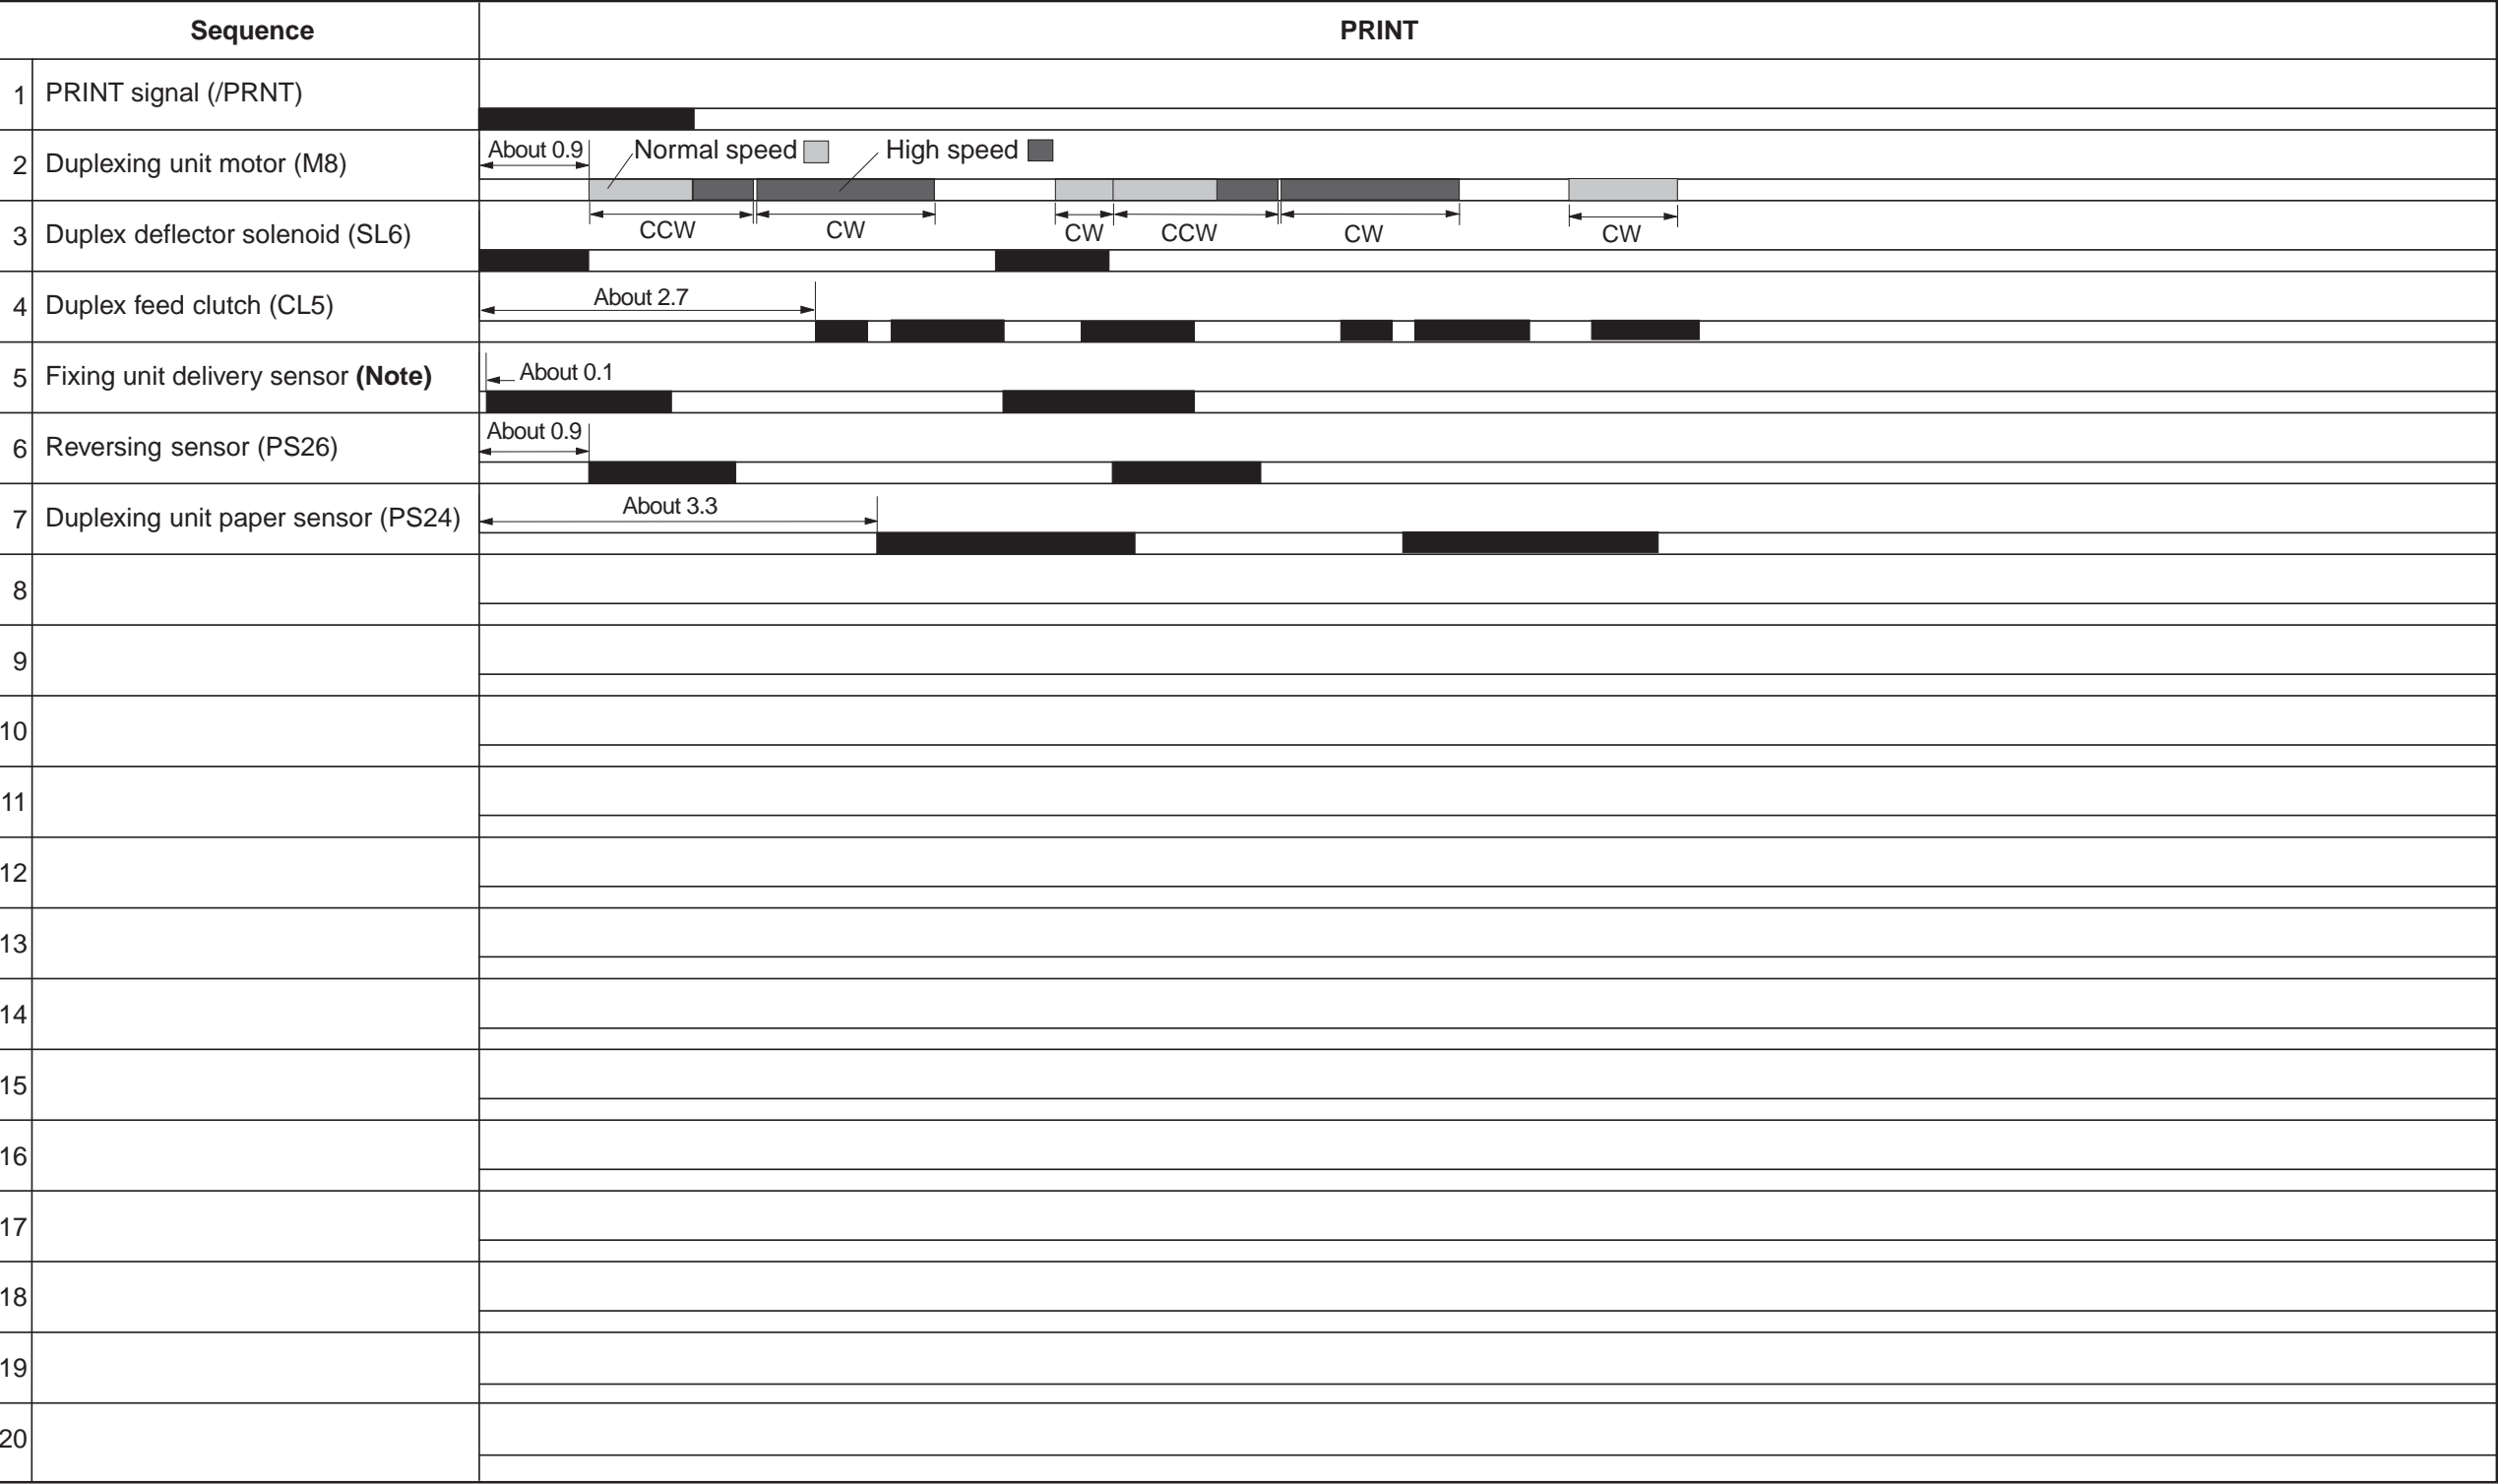 Sequence PRINT
1 PRINT signal (/PRNT)
2 Duplexing unit motor (M8) About 0.9 Normal speed High speed
3 Duplex deflector solenoid (SL6) CCW CW CW CCW CW CW
4 Duplex feed clutch (CL5) About 2.7
5 Fixing unit delivery sensor (Note) About 0.1
6 Reversing sensor (PS26) About 0.9
7 Duplexing unit paper sensor (PS24) About 3.3
8
9
10
11
12
13
14
15
16
17
18
19
20